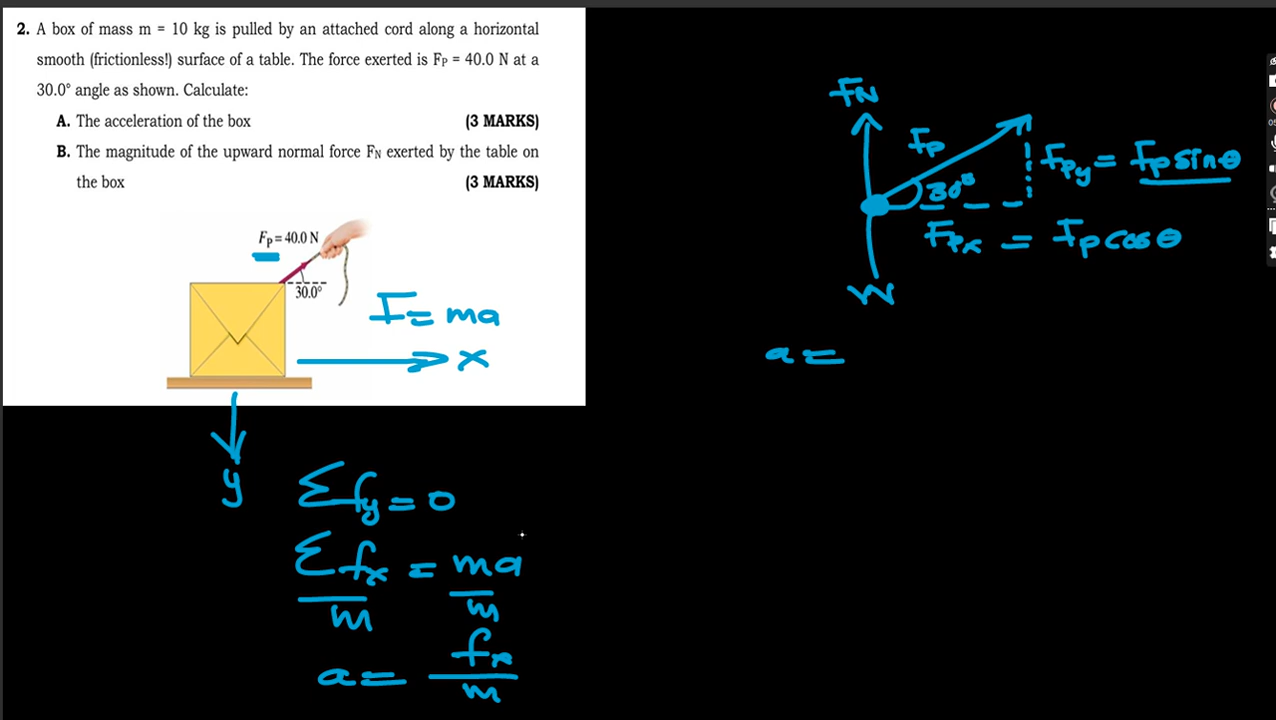 2. A box of mass m = 10 kg is pulled by an attached cord along a horizontal
smooth (frictionless!) surface of a table. The force exerted is FP = 40.0 N at a
30.0° angle as shown. Calculate:
A. The acceleration of the box (3 MARKS)
B. The magnitude of the upward normal force FN exerted by the table on
the box (3 MARKS)
Fp = 40.0 N
30.0°
F = ma
x
y
Σfy = 0
Σfx = ma
m m
a = fx
m
FN
Fp
30°
Fpy = Fp sin θ
Fpx = Fp cos θ
W
a =